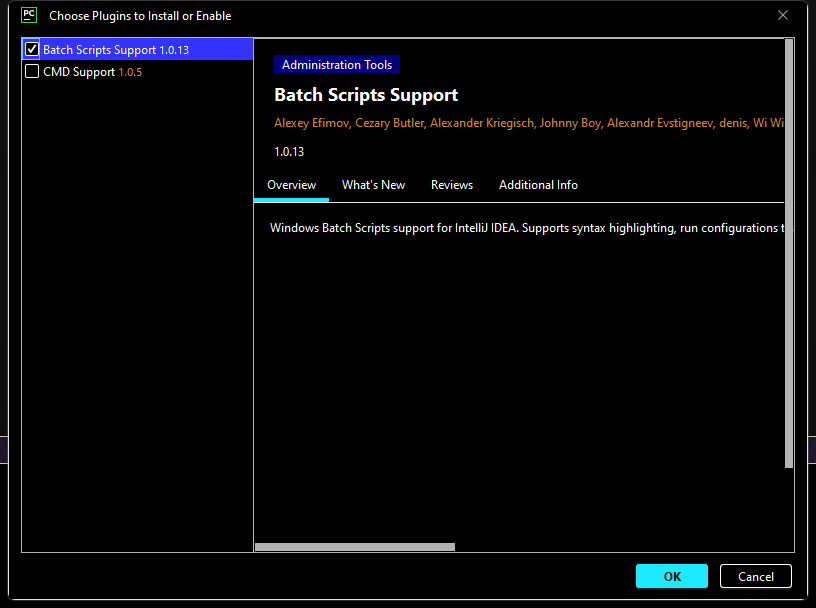 PC Choose Plugins to Install or Enable
Batch Scripts Support 1.0.13
CMD Support 1.0.5
Administration Tools
Batch Scripts Support
Alexey Efimov, Cezary Butler, Alexander Kriegisch, Johnny Boy, Alexandr Evstigneev, denis, Wi Wi
1.0.13
Overview What's New Reviews Additional Info
Windows Batch Scripts support for IntelliJ IDEA. Supports syntax highlighting, run configurations t
OK Cancel